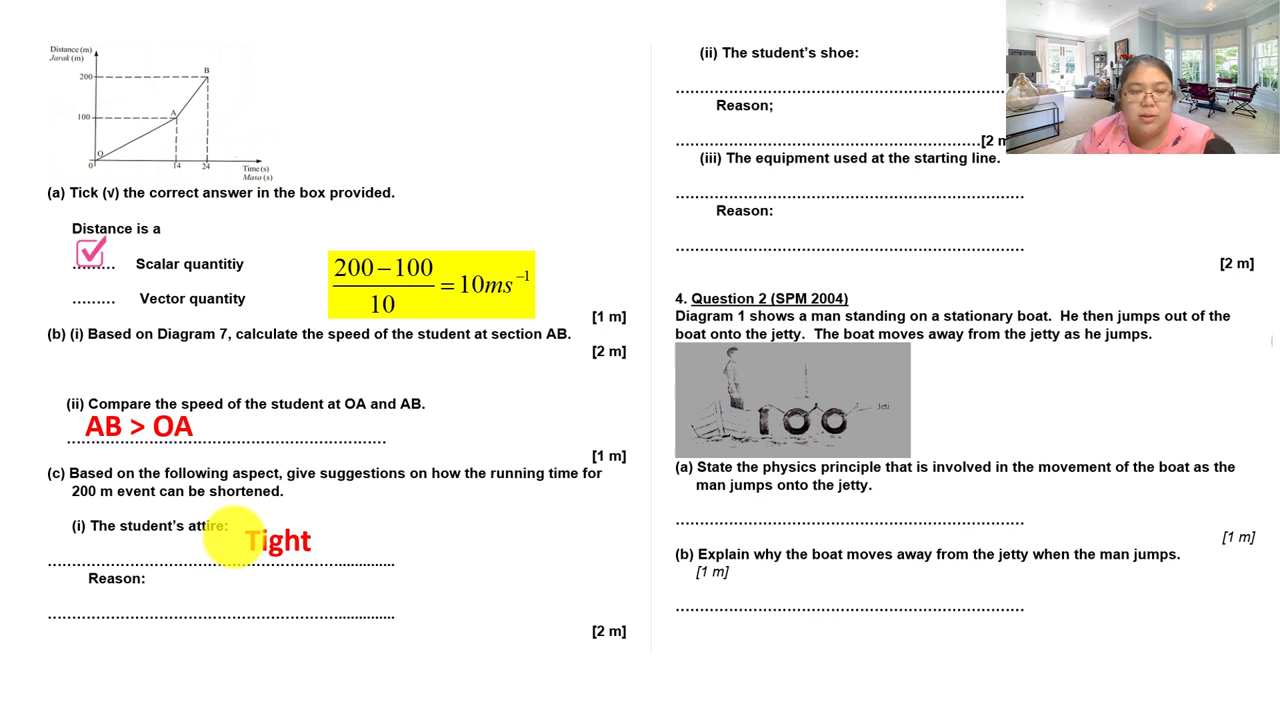 Distance (m)
Jarak (m)
200
B
100
A
O
0
14
24
Time (s)
Masa (s)
(a) Tick (√) the correct answer in the box provided.
Distance is a
......... Scalar quantitiy
......... Vector quantity
200 – 100
10
= 10ms⁻¹
[1 m]
(b) (i) Based on Diagram 7, calculate the speed of the student at section AB.
[2 m]
(ii) Compare the speed of the student at OA and AB.
AB > OA
[1 m]
(c) Based on the following aspect, give suggestions on how the running time for
200 m event can be shortened.
(i) The student's attire:
Tight
Reason:
[2 m]
(ii) The student's shoe:
Reason;
[2 m
(iii) The equipment used at the starting line.
Reason:
[2 m]
4. Question 2 (SPM 2004)
Diagram 1 shows a man standing on a stationary boat. He then jumps out of the
boat onto the jetty. The boat moves away from the jetty as he jumps.
Jeti
(a) State the physics principle that is involved in the movement of the boat as the
man jumps onto the jetty.
[1 m]
(b) Explain why the boat moves away from the jetty when the man jumps.
[1 m]